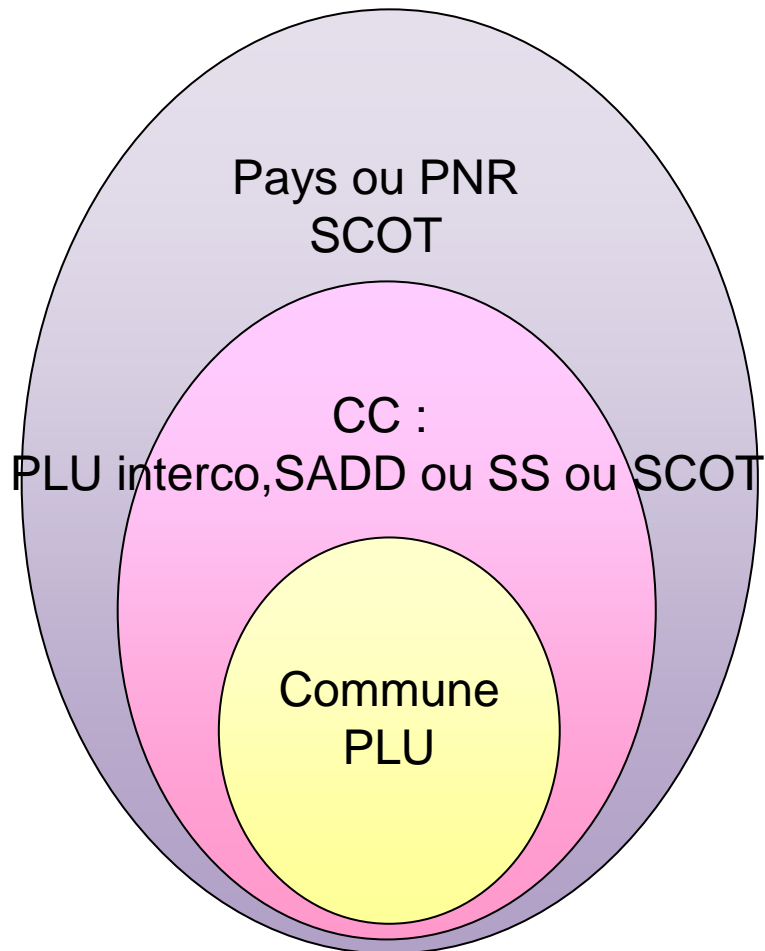 Pays ou PNR
SCOT
CC :
PLU interco,SADD ou SS ou SCOT
Commune
PLU